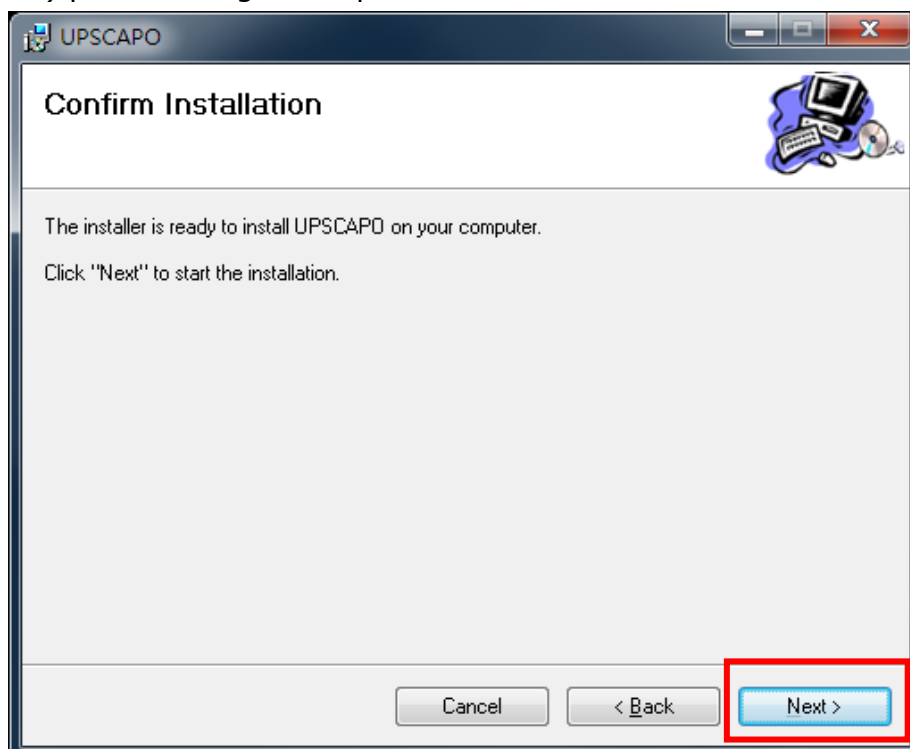 UPSCAPO
Confirm Installation
The installer is ready to install UPSCAPO on your computer.
Click "Next" to start the installation.
Cancel
< Back
Next >